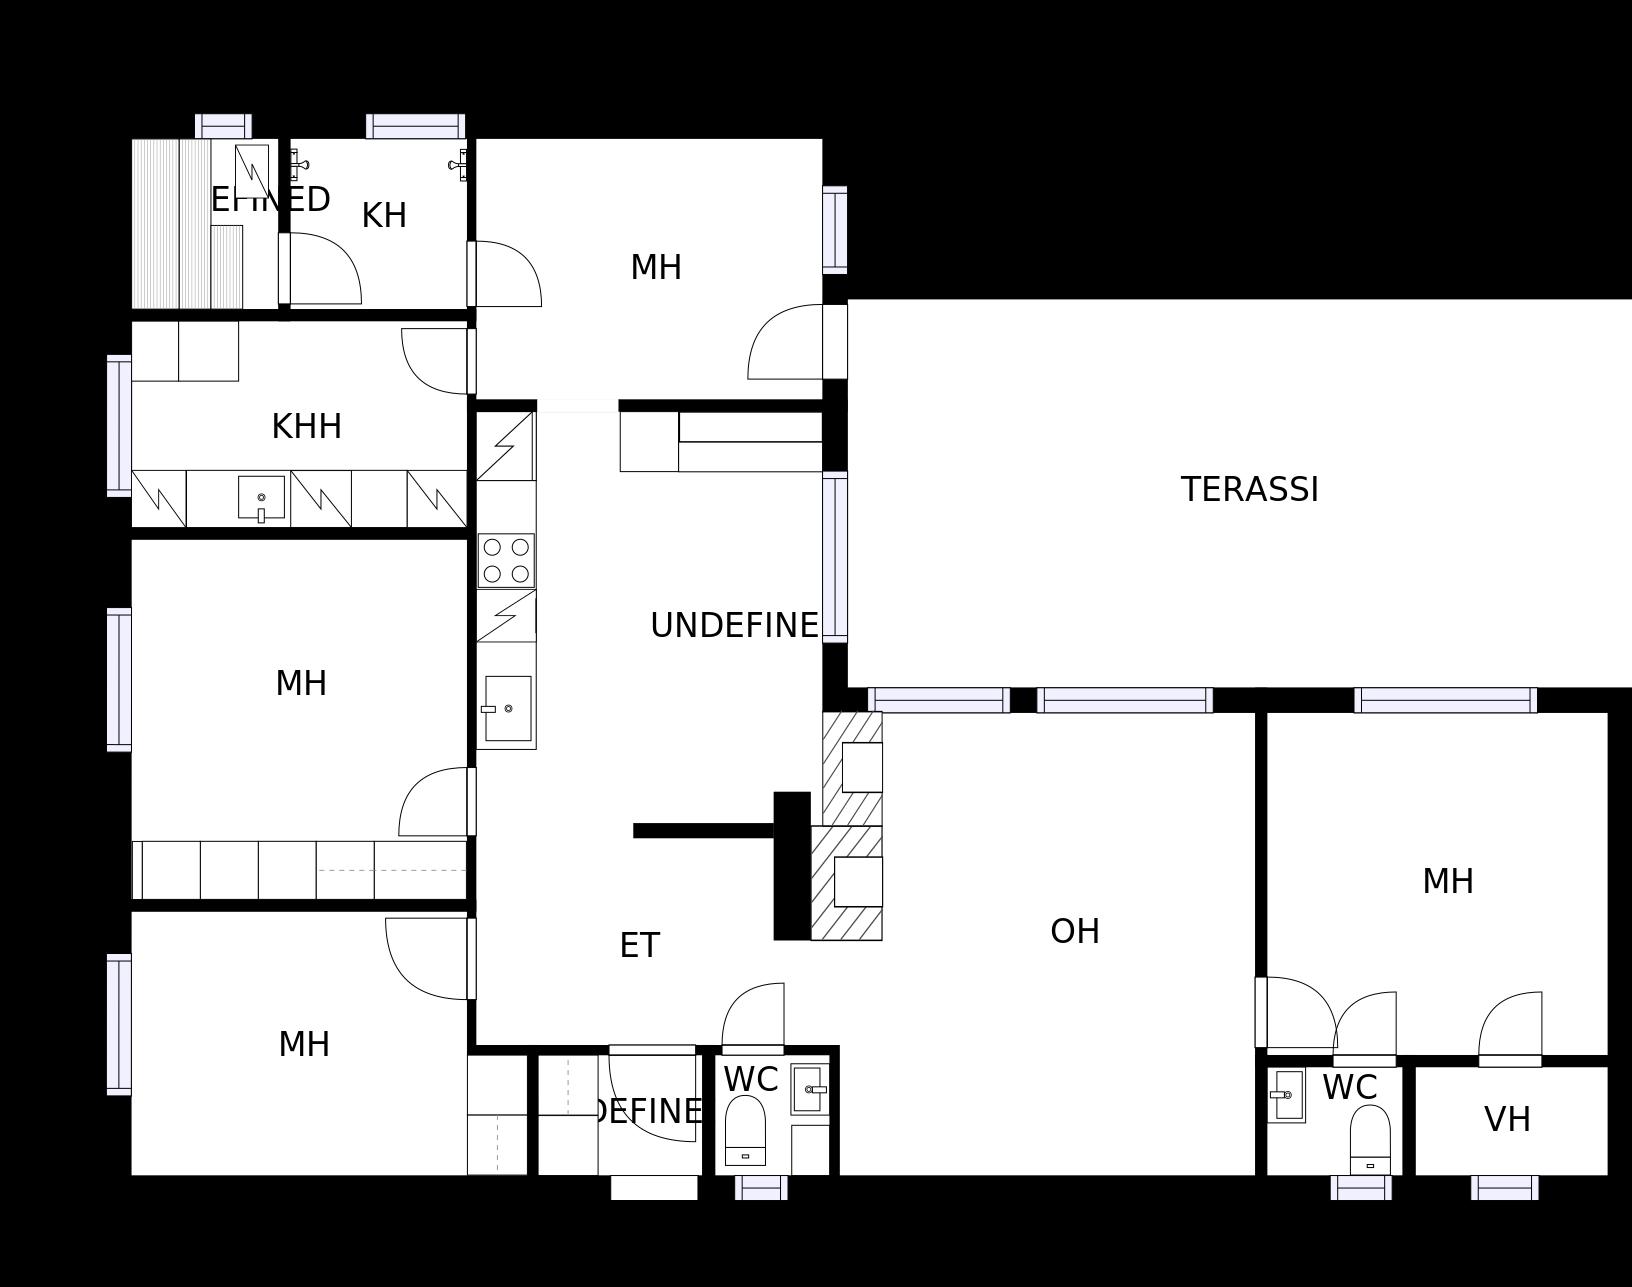 EFINED
KH
MH
KHH
TERASSI
UNDEFINE
MH
MH
OH
ET
MH
WC
WC
DEFINE
VH